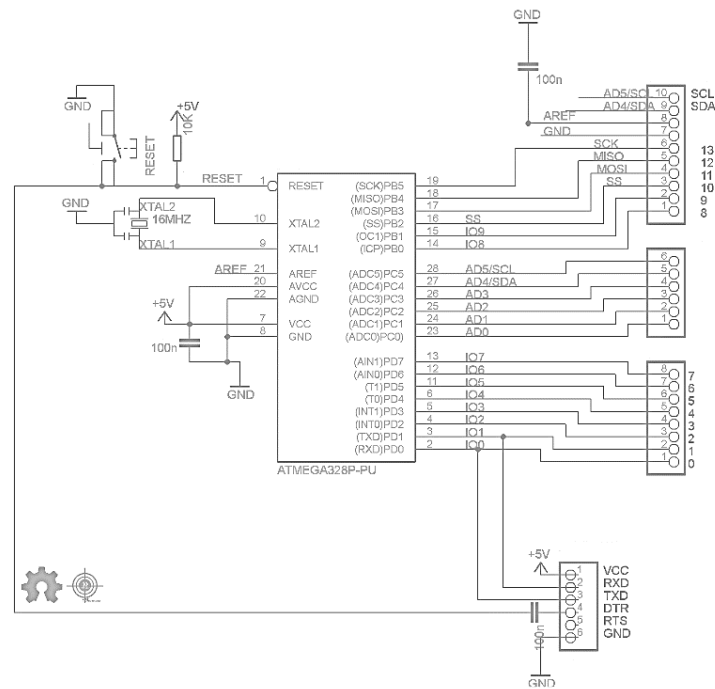 GND
100n
AD5/SCL 10 SCL
AD4/SDA 9 SDA
AREF 8
GND 7
SCK 6 13
MISO 5 12
MOSI 4 11
SS 3 10
2 9
1 8
GND
+5V
10K
RESET
RESET 1 RESET
(SCK)PB5 19
(MISO)PB4 18
(MOSI)PB3 17
(SS)PB2 16 SS
(OC1)PB1 15 IO9
(ICP)PB0 14 IO8
GND
XTAL2
16MHZ
XTAL1
10 XTAL2
9 XTAL1
AREF 21 AREF
20 AVCC
22 AGND
+5V
7 VCC
8 GND
100n
GND
(ADC5)PC5 28 AD5/SCL 6
(ADC4)PC4 27 AD4/SDA 5
(ADC3)PC3 26 AD3 4
(ADC2)PC2 25 AD2 3
(ADC1)PC1 24 AD1 2
(ADC0)PC0) 23 AD0 1
(AIN1)PD7 13 IO7 8 7
(AIN0)PD6 12 IO6 7 6
(T1)PD5 11 IO5 6 5
(T0)PD4 6 IO4 5 4
(INT1)PD3 5 IO3 4 3
(INT0)PD2 4 IO2 3 2
(TXD)PD1 3 IO1 2 1
(RXD)PD0 2 IO0 1 0
ATMEGA328P-PU
+5V
1 VCC
2 RXD
3 TXD
4 DTR
5 RTS
6 GND
100n
GND